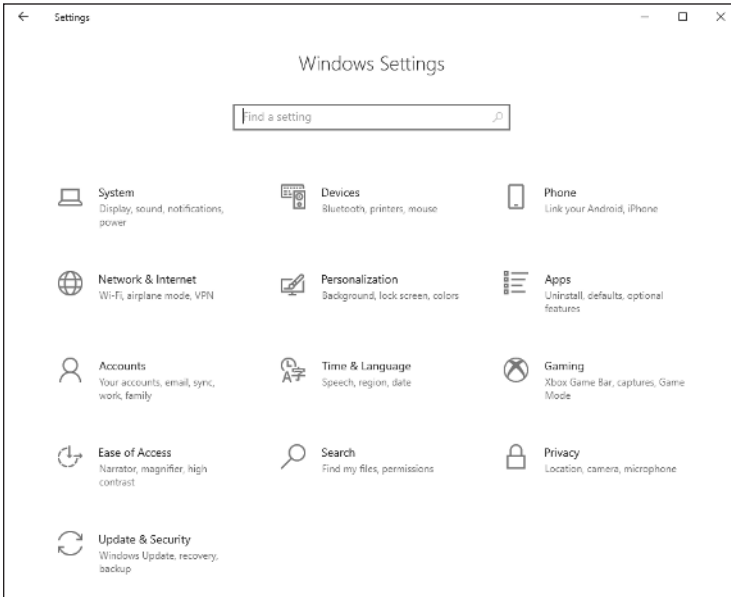 Settings
Windows Settings
Find a setting
System
Display, sound, notifications,
power
Devices
Bluetooth, printers, mouse
Phone
Link your Android, iPhone
Network & Internet
Wi-Fi, airplane mode, VPN
Personalization
Background, lock screen, colors
Apps
Uninstall, defaults, optional
features
Accounts
Your accounts, email, sync,
work, family
Time & Language
Speech, region, date
Gaming
Xbox Game Bar, captures, Game
Mode
Ease of Access
Narrator, magnifier, high
contrast
Search
Find my files, permissions
Privacy
Location, camera, microphone
Update & Security
Windows Update, recovery,
backup